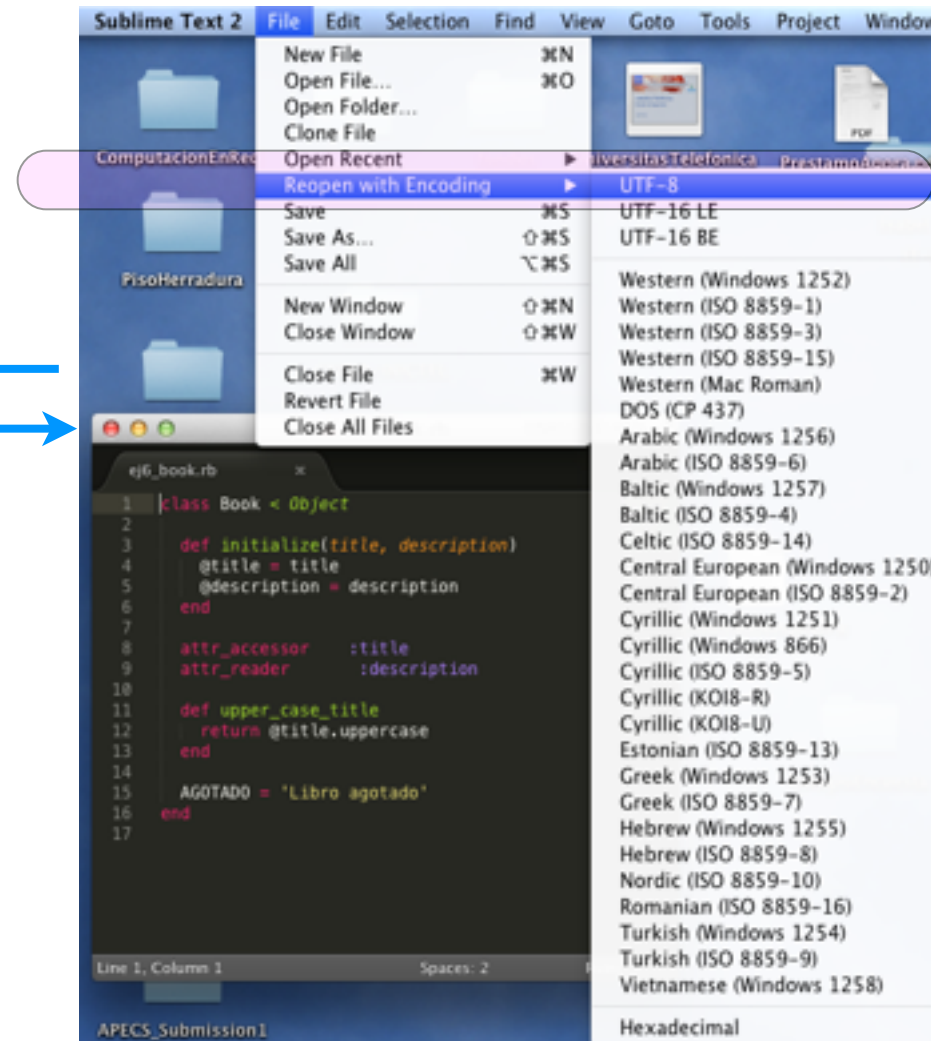 Sublime Text 2 File Edit Selection Find View Goto Tools Project Window
New File ⌘N
Open File... ⌘O
Open Folder...
Clone File
Open Recent ▶
Reopen with Encoding ▶
Save ⌘S
Save As... ⇧⌘S
Save All ⌥⌘S
New Window ⇧⌘N
Close Window ⇧⌘W
Close File ⌘W
Revert File
Close All Files
UTF-8
UTF-16 LE
UTF-16 BE
Western (Windows 1252)
Western (ISO 8859-1)
Western (ISO 8859-3)
Western (ISO 8859-15)
Western (Mac Roman)
DOS (CP 437)
Arabic (Windows 1256)
Arabic (ISO 8859-6)
Baltic (Windows 1257)
Baltic (ISO 8859-4)
Celtic (ISO 8859-14)
Central European (Windows 1250)
Central European (ISO 8859-2)
Cyrillic (Windows 1251)
Cyrillic (Windows 866)
Cyrillic (ISO 8859-5)
Cyrillic (KOI8-R)
Cyrillic (KOI8-U)
Estonian (ISO 8859-13)
Greek (Windows 1253)
Greek (ISO 8859-7)
Hebrew (Windows 1255)
Hebrew (ISO 8859-8)
Nordic (ISO 8859-10)
Romanian (ISO 8859-16)
Turkish (Windows 1254)
Turkish (ISO 8859-9)
Vietnamese (Windows 1258)
Hexadecimal
ComputacionEnRec
iversitasTelefonica
PDF
PisoHerradura
ej6_book.rb ×
1 class Book < Object
2
3 def initialize(title, description)
4 @title = title
5 @description = description
6 end
7
8 attr_accessor :title
9 attr_reader :description
10
11 def upper_case_title
12 return @title.uppercase
13 end
14
15 AGOTADO = 'Libro agotado'
16 end
17
Line 1, Column 1 Spaces: 2
APECS_Submission1